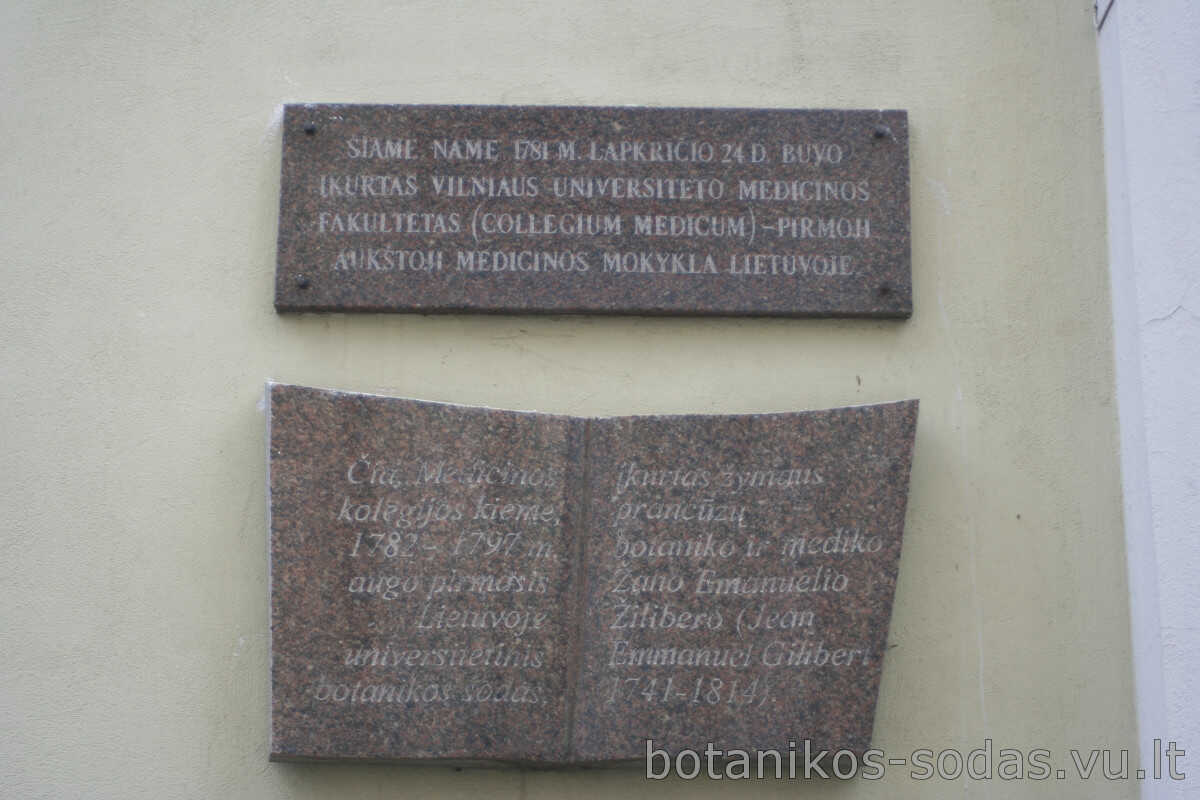 ŠIAME NAME 1781 M. LAPKRIČIO 24 D. BUVO
ĮKURTAS VILNIAUS UNIVERSITETO MEDICINOS
FAKULTETAS (COLLEGIUM MEDICUM) – PIRMOJI
AUKŠTOJI MEDICINOS MOKYKLA LIETUVOJE.
Čia, Medicinos
kolegijos kieme,
1782 – 1797 m.
augo pirmasis
Lietuvoje
universitetinis
botanikos sodas,
įkurtas žymaus
prancūzų
botaniko ir mediko
Žano Emanuelio
Žilibero (Jean
Emmanuel Gilibert
1741-1814).
botanikos-sodas.vu.lt